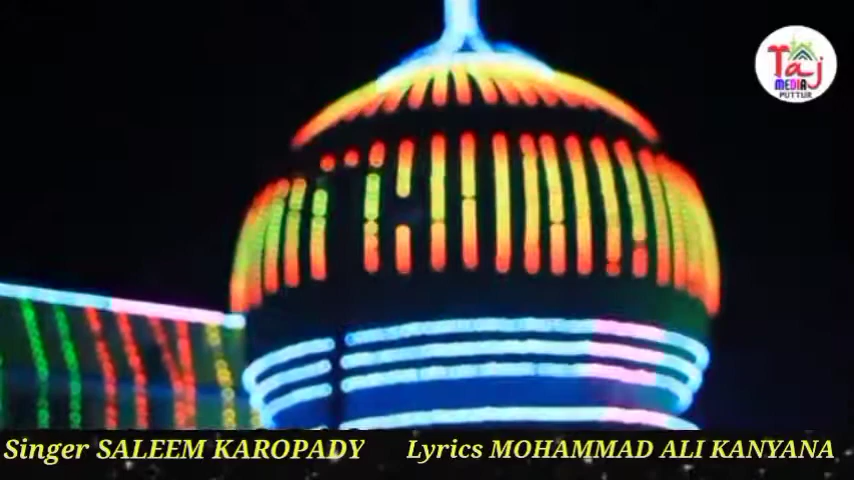 Taj
MEDIA
PUTTUR
Singer SALEEM KAROPADY Lyrics MOHAMMAD ALI KANYANA